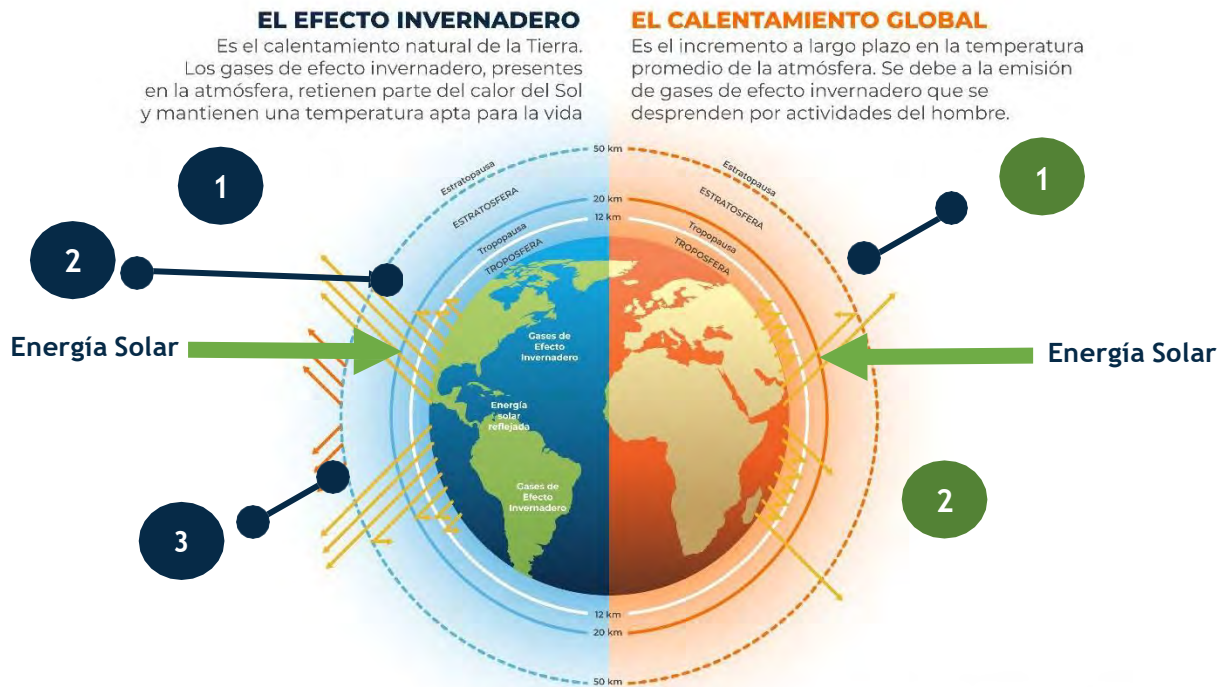 EL EFECTO INVERNADERO
Es el calentamiento natural de la Tierra.
Los gases de efecto invernadero, presentes
en la atmósfera, retienen parte del calor del Sol
y mantienen una temperatura apta para la vida
EL CALENTAMIENTO GLOBAL
Es el incremento a largo plazo en la temperatura
promedio de la atmósfera. Se debe a la emisión
de gases de efecto invernadero que se
desprenden por actividades del hombre.
50 km
Estratopausa
Estratopausa
1
1
ESTRATOSFERA
ESTRATOSFERA
20 km
12 km
Tropopausa
Tropopausa
TROPOSFERA
TROPOSFERA
2
Energía Solar
Gases de
Efecto
Invernadero
Energía Solar
Energía
solar
reflejada
Gases de
Efecto
Invernadero
2
3
12 km
20 km
50 km